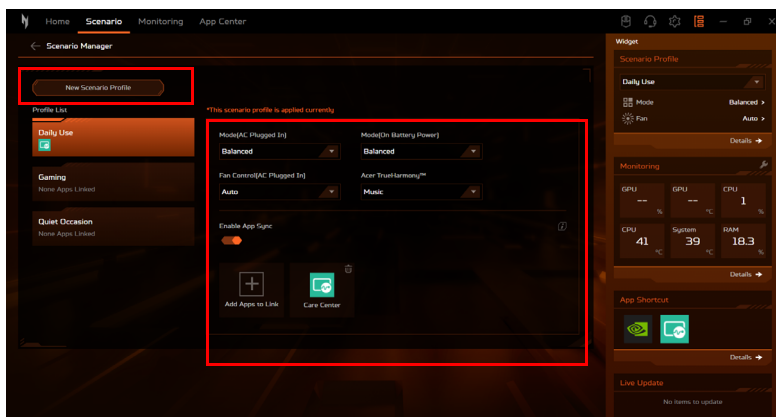 Home Scenario Monitoring App Center
Scenario Manager
New Scenario Profile
Profile List
Daily Use
Gaming
None Apps Linked
Quiet Occasion
None Apps Linked
*This scenario profile is applied currently
Mode(AC Plugged In) Mode(On Battery Power)
Balanced Balanced
Fan Control(AC Plugged In) Acer TrueHarmony™
Auto Music
Enable App Sync
Add Apps to Link Care Center
Widget
Scenario Profile
Daily Use
Mode Balanced >
Fan Auto >
Details →
Monitoring
GPU GPU CPU
-- -- 1
% °C %
CPU System RAM
41 39 18.3
°C °C %
Details →
App Shortcut
Details →
Live Update
No items to update